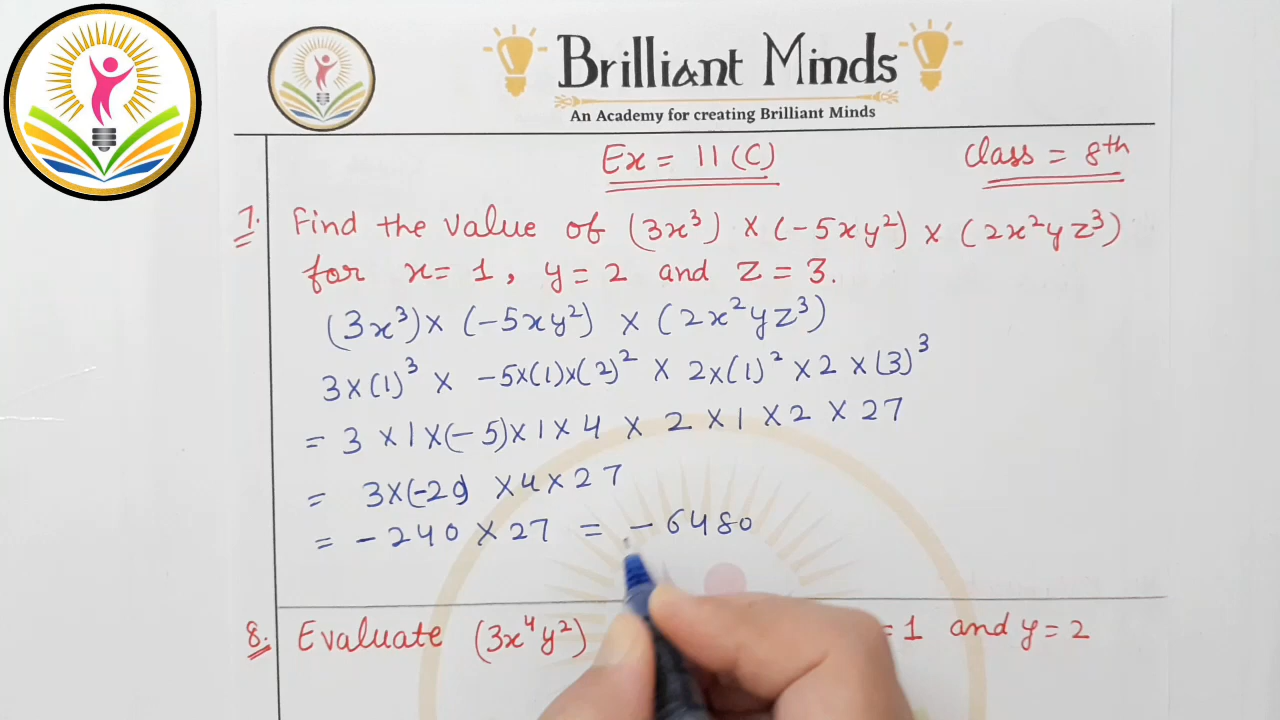 Brilliant Minds
An Academy for creating Brilliant Minds
Ex = 11 (C)
Class = 8th
7. Find the value of (3x³) × (-5xy²) × (2x²yz³)
for x = 1, y = 2 and z = 3.
(3x³) × (-5xy²) × (2x²yz³)
3×(1)³ × -5×(1)×(2)² × 2×(1)² ×2 ×(3)³
= 3 ×1×(-5)×1×4 × 2 ×1×2 × 27
= 3×(-20) ×4×27
= -240 ×27 = -6480
8. Evaluate (3x⁴y²) =1 and y=2